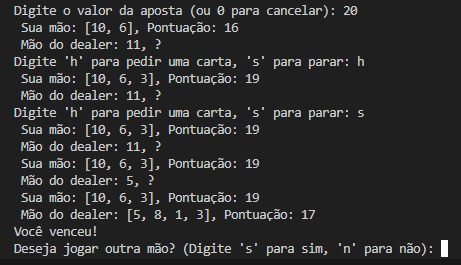 Digite o valor da aposta (ou 0 para cancelar): 20
Sua mão: [10, 6], Pontuação: 16
Mão do dealer: 11, ?
Digite 'h' para pedir uma carta, 's' para parar: h
Sua mão: [10, 6, 3], Pontuação: 19
Mão do dealer: 11, ?
Digite 'h' para pedir uma carta, 's' para parar: s
Sua mão: [10, 6, 3], Pontuação: 19
Mão do dealer: 11, ?
Sua mão: [10, 6, 3], Pontuação: 19
Mão do dealer: 5, ?
Sua mão: [10, 6, 3], Pontuação: 19
Mão do dealer: [5, 8, 1, 3], Pontuação: 17
Você venceu!
Deseja jogar outra mão? (Digite 's' para sim, 'n' para não):